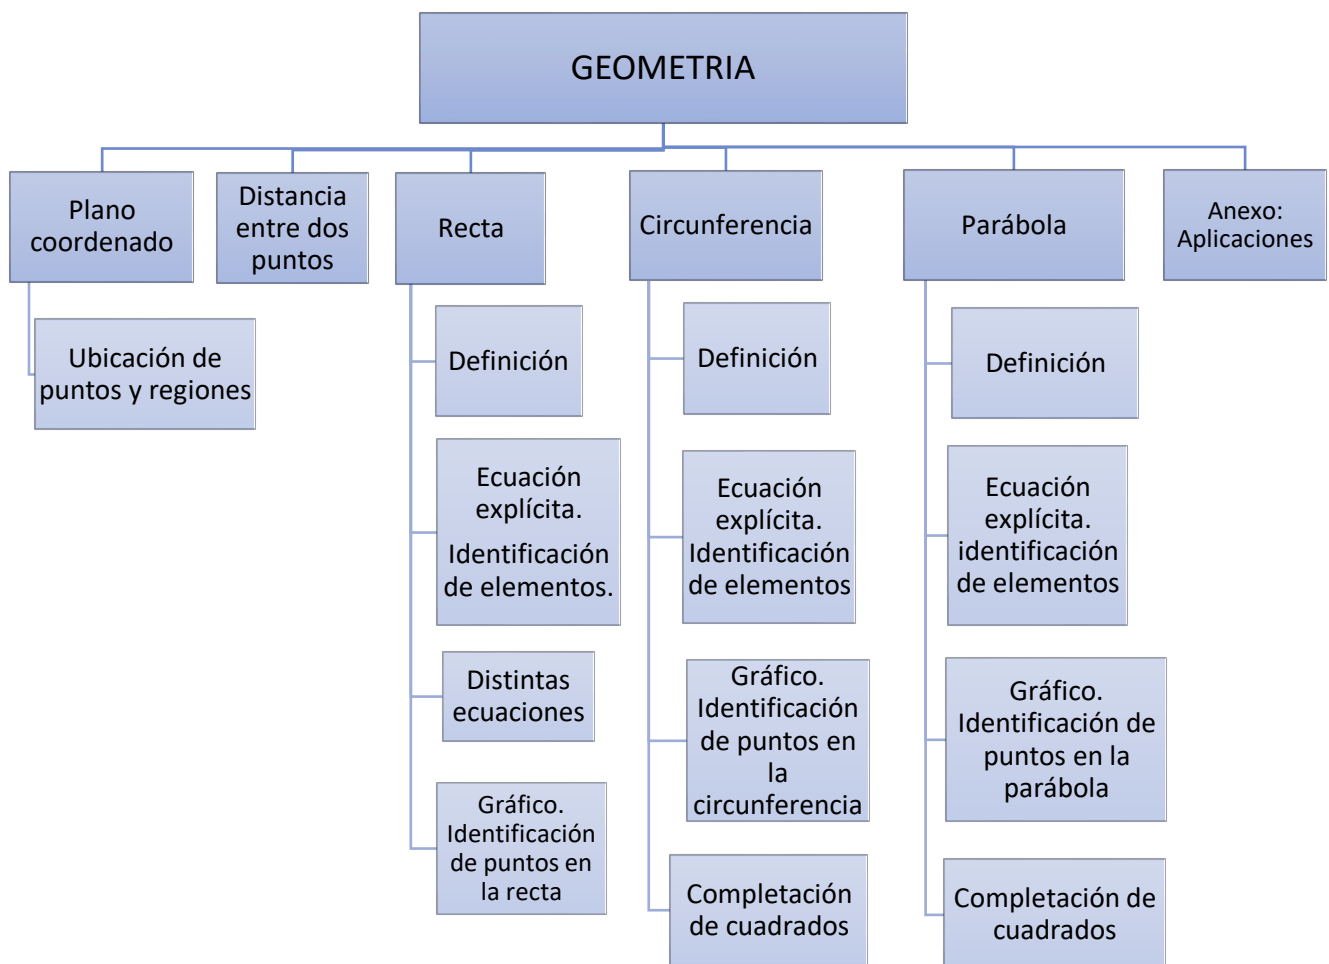 GEOMETRIA
Plano
coordenado
Ubicación de
puntos y regiones
Distancia
entre dos
puntos
Recta
Definición
Ecuación
explícita.
Identificación
de elementos.
Distintas
ecuaciones
Gráfico.
Identificación
de puntos en
la recta
Circunferencia
Definición
Ecuación
explícita.
Identificación
de elementos
Gráfico.
Identificación
de puntos en
la
circunferencia
Completación
de cuadrados
Parábola
Definición
Ecuación
explícita.
identificación
de elementos
Gráfico.
Identificación de
puntos en la
parábola
Completación de
cuadrados
Anexo:
Aplicaciones